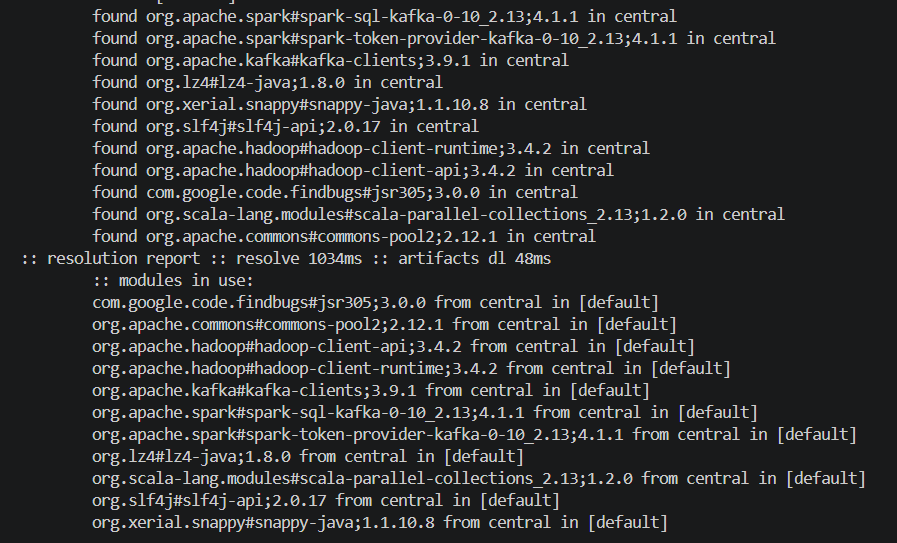 found org.apache.spark#spark-sql-kafka-0-10_2.13;4.1.1 in central
found org.apache.spark#spark-token-provider-kafka-0-10_2.13;4.1.1 in central
found org.apache.kafka#kafka-clients;3.9.1 in central
found org.lz4#lz4-java;1.8.0 in central
found org.xerial.snappy#snappy-java;1.1.10.8 in central
found org.slf4j#slf4j-api;2.0.17 in central
found org.apache.hadoop#hadoop-client-runtime;3.4.2 in central
found org.apache.hadoop#hadoop-client-api;3.4.2 in central
found com.google.code.findbugs#jsr305;3.0.0 in central
found org.scala-lang.modules#scala-parallel-collections_2.13;1.2.0 in central
found org.apache.commons#commons-pool2;2.12.1 in central
:: resolution report :: resolve 1034ms :: artifacts dl 48ms
:: modules in use:
com.google.code.findbugs#jsr305;3.0.0 from central in [default]
org.apache.commons#commons-pool2;2.12.1 from central in [default]
org.apache.hadoop#hadoop-client-api;3.4.2 from central in [default]
org.apache.hadoop#hadoop-client-runtime;3.4.2 from central in [default]
org.apache.kafka#kafka-clients;3.9.1 from central in [default]
org.apache.spark#spark-sql-kafka-0-10_2.13;4.1.1 from central in [default]
org.apache.spark#spark-token-provider-kafka-0-10_2.13;4.1.1 from central in [default]
org.lz4#lz4-java;1.8.0 from central in [default]
org.scala-lang.modules#scala-parallel-collections_2.13;1.2.0 from central in [default]
org.slf4j#slf4j-api;2.0.17 from central in [default]
org.xerial.snappy#snappy-java;1.1.10.8 from central in [default]